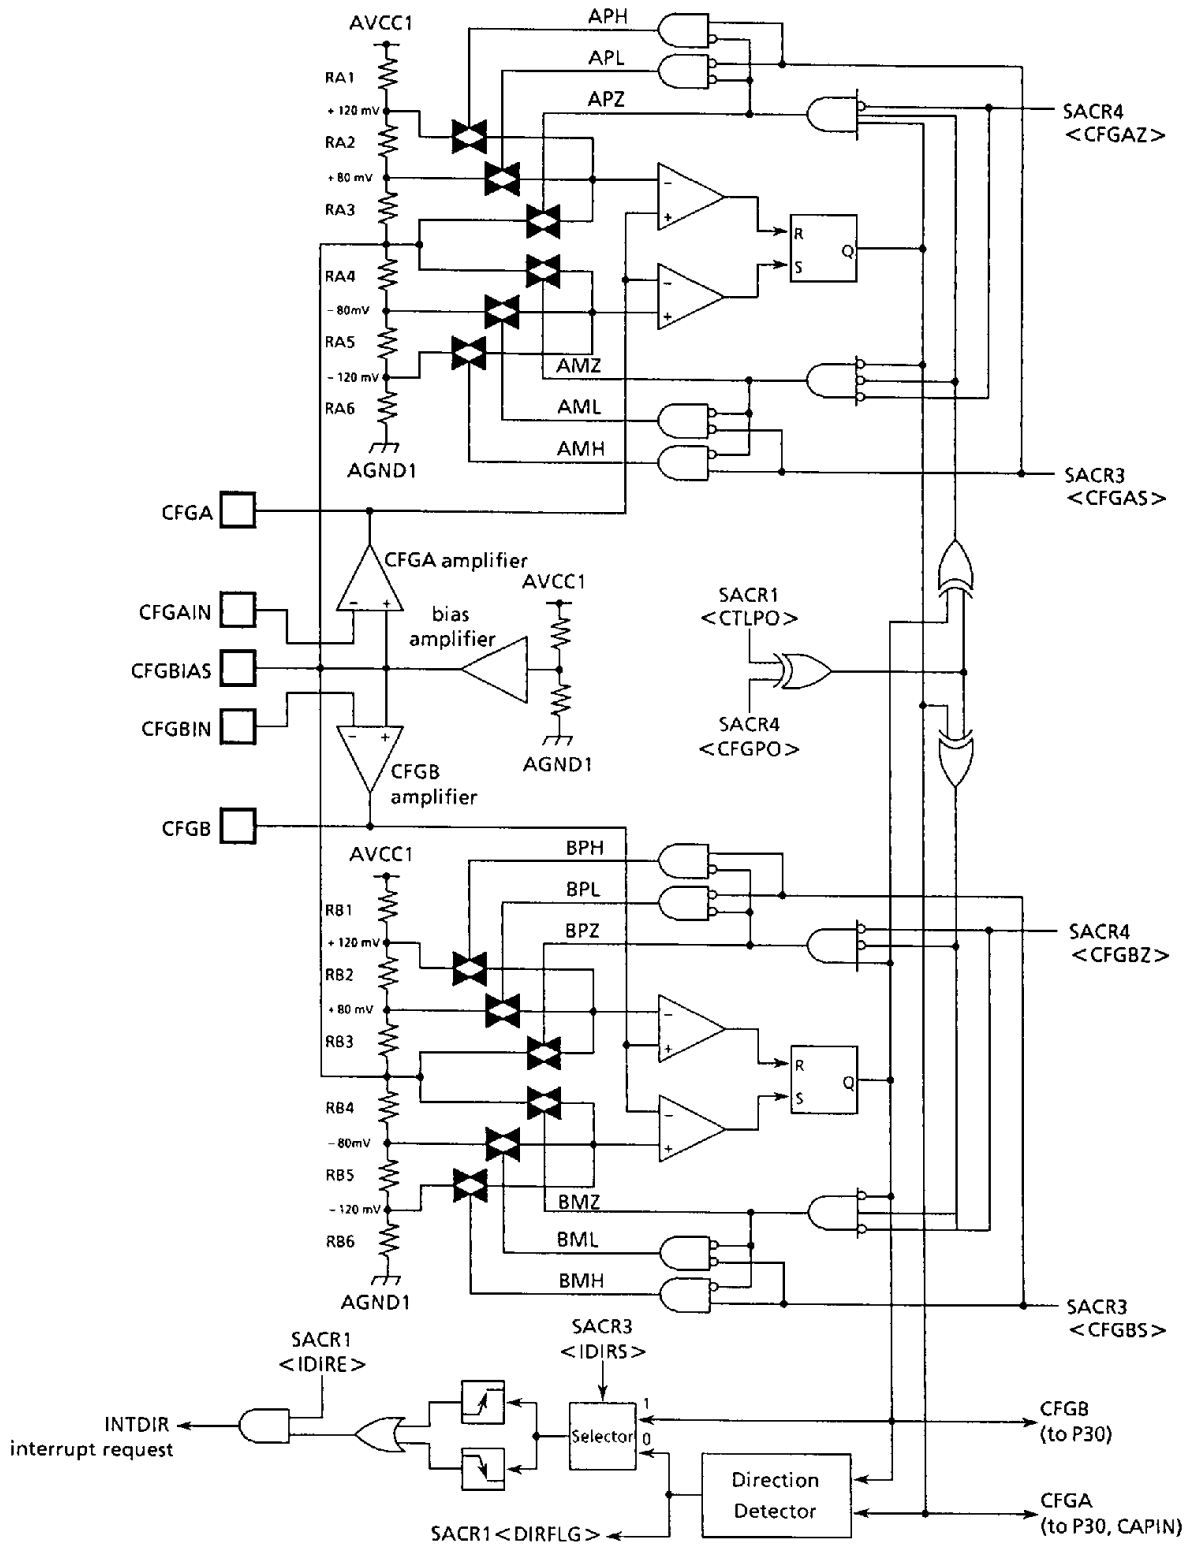 APH
AVCC1
APL
RA1
APZ
+ 120 mV
SACR4
<CFGAZ>
RA2
+ 80 mV
−
RA3
+
R
Q
S
RA4
−
− 80mV
+
RA5
AMZ
− 120 mV
RA6
AML
AMH
AGND1
SACR3
<CFGAS>
CFGA
CFGA amplifier
AVCC1
SACR1
<CTLPO>
CFGAIN
− +
bias
amplifier
CFGBIAS
CFGBIN
− +
SACR4
<CFGPO>
AGND1
CFGB
amplifier
CFGB
AVCC1
BPH
BPL
RB1
BPZ
SACR4
<CFGBZ>
+ 120 mV
RB2
+ 80 mV
−
RB3
+
R
Q
S
RB4
−
− 80mV
+
RB5
BMZ
− 120 mV
RB6
BML
BMH
AGND1
SACR3
<CFGBS>
SACR1
<IDIRE>
SACR3
<IDIRS>
INTDIR
interrupt request
1
Selector
0
CFGB
(to P30)
Direction
Detector
CFGA
(to P30, CAPIN)
SACR1<DIRFLG>